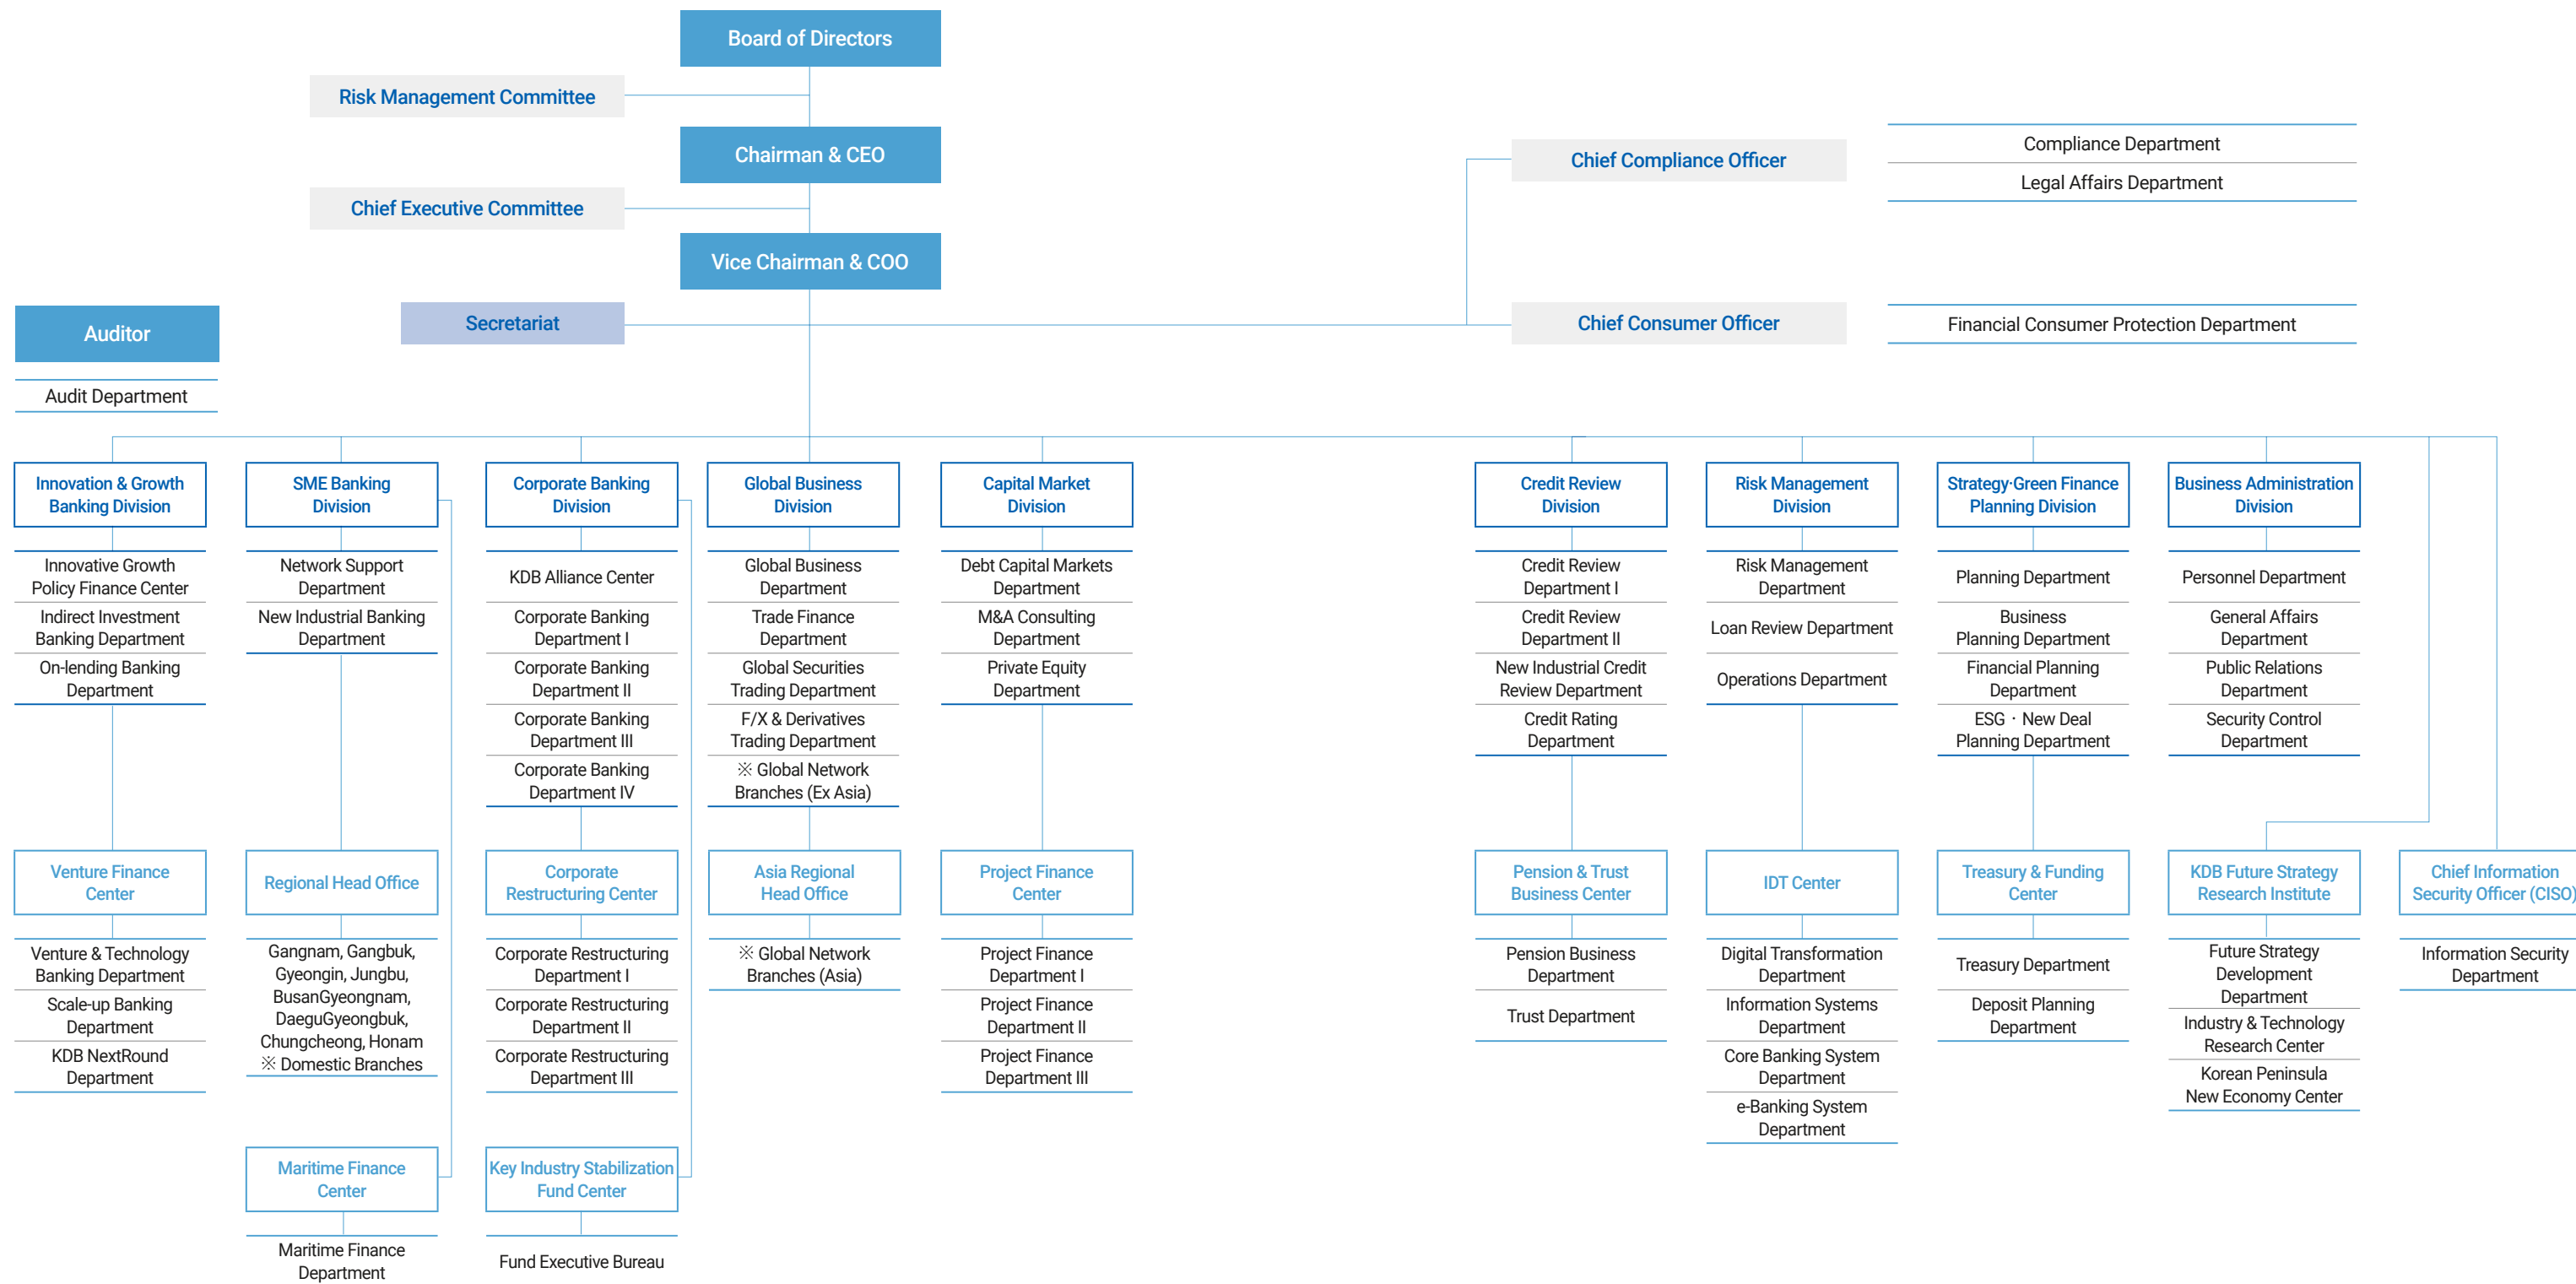 Board of Directors
Risk Management Committee
Chairman & CEO
Chief Executive Committee
Vice Chairman & COO
Secretariat
Chief Compliance Officer
Compliance Department
Legal Affairs Department
Chief Consumer Officer
Financial Consumer Protection Department
Auditor
Audit Department
Innovation & Growth
Banking Division
Innovative Growth
Policy Finance Center
Indirect Investment
Banking Department
On-lending Banking
Department
Venture Finance
Center
Venture & Technology
Banking Department
Scale-up Banking
Department
KDB NextRound
Department
SME Banking
Division
Network Support
Department
New Industrial Banking
Department
Regional Head Office
Gangnam, Gangbuk,
Gyeongin, Jungbu,
BusanGyeongnam,
DaeguGyeongbuk,
Chungcheong, Honam
※ Domestic Branches
Maritime Finance
Center
Maritime Finance
Department
Corporate Banking
Division
KDB Alliance Center
Corporate Banking
Department I
Corporate Banking
Department II
Corporate Banking
Department III
Corporate Banking
Department IV
Corporate
Restructuring Center
Corporate Restructuring
Department I
Corporate Restructuring
Department II
Corporate Restructuring
Department III
Key Industry Stabilization
Fund Center
Fund Executive Bureau
Global Business
Division
Global Business
Department
Trade Finance
Department
Global Securities
Trading Department
F/X & Derivatives
Trading Department
※ Global Network
Branches (Ex Asia)
Asia Regional
Head Office
※ Global Network
Branches (Asia)
Capital Market
Division
Debt Capital Markets
Department
M&A Consulting
Department
Private Equity
Department
Project Finance
Center
Project Finance
Department I
Project Finance
Department II
Project Finance
Department III
Credit Review
Division
Credit Review
Department I
Credit Review
Department II
New Industrial Credit
Review Department
Credit Rating
Department
Pension & Trust
Business Center
Pension Business
Department
Trust Department
Risk Management
Division
Risk Management
Department
Loan Review Department
Operations Department
IDT Center
Digital Transformation
Department
Information Systems
Department
Core Banking System
Department
e-Banking System
Department
Strategy·Green Finance
Planning Division
Planning Department
Business
Planning Department
Financial Planning
Department
ESG · New Deal
Planning Department
Treasury & Funding
Center
Treasury Department
Deposit Planning
Department
Business Administration
Division
Personnel Department
General Affairs
Department
Public Relations
Department
Security Control
Department
KDB Future Strategy
Research Institute
Future Strategy
Development
Department
Industry & Technology
Research Center
Korean Peninsula
New Economy Center
Chief Information
Security Officer (CISO)
Information Security
Department